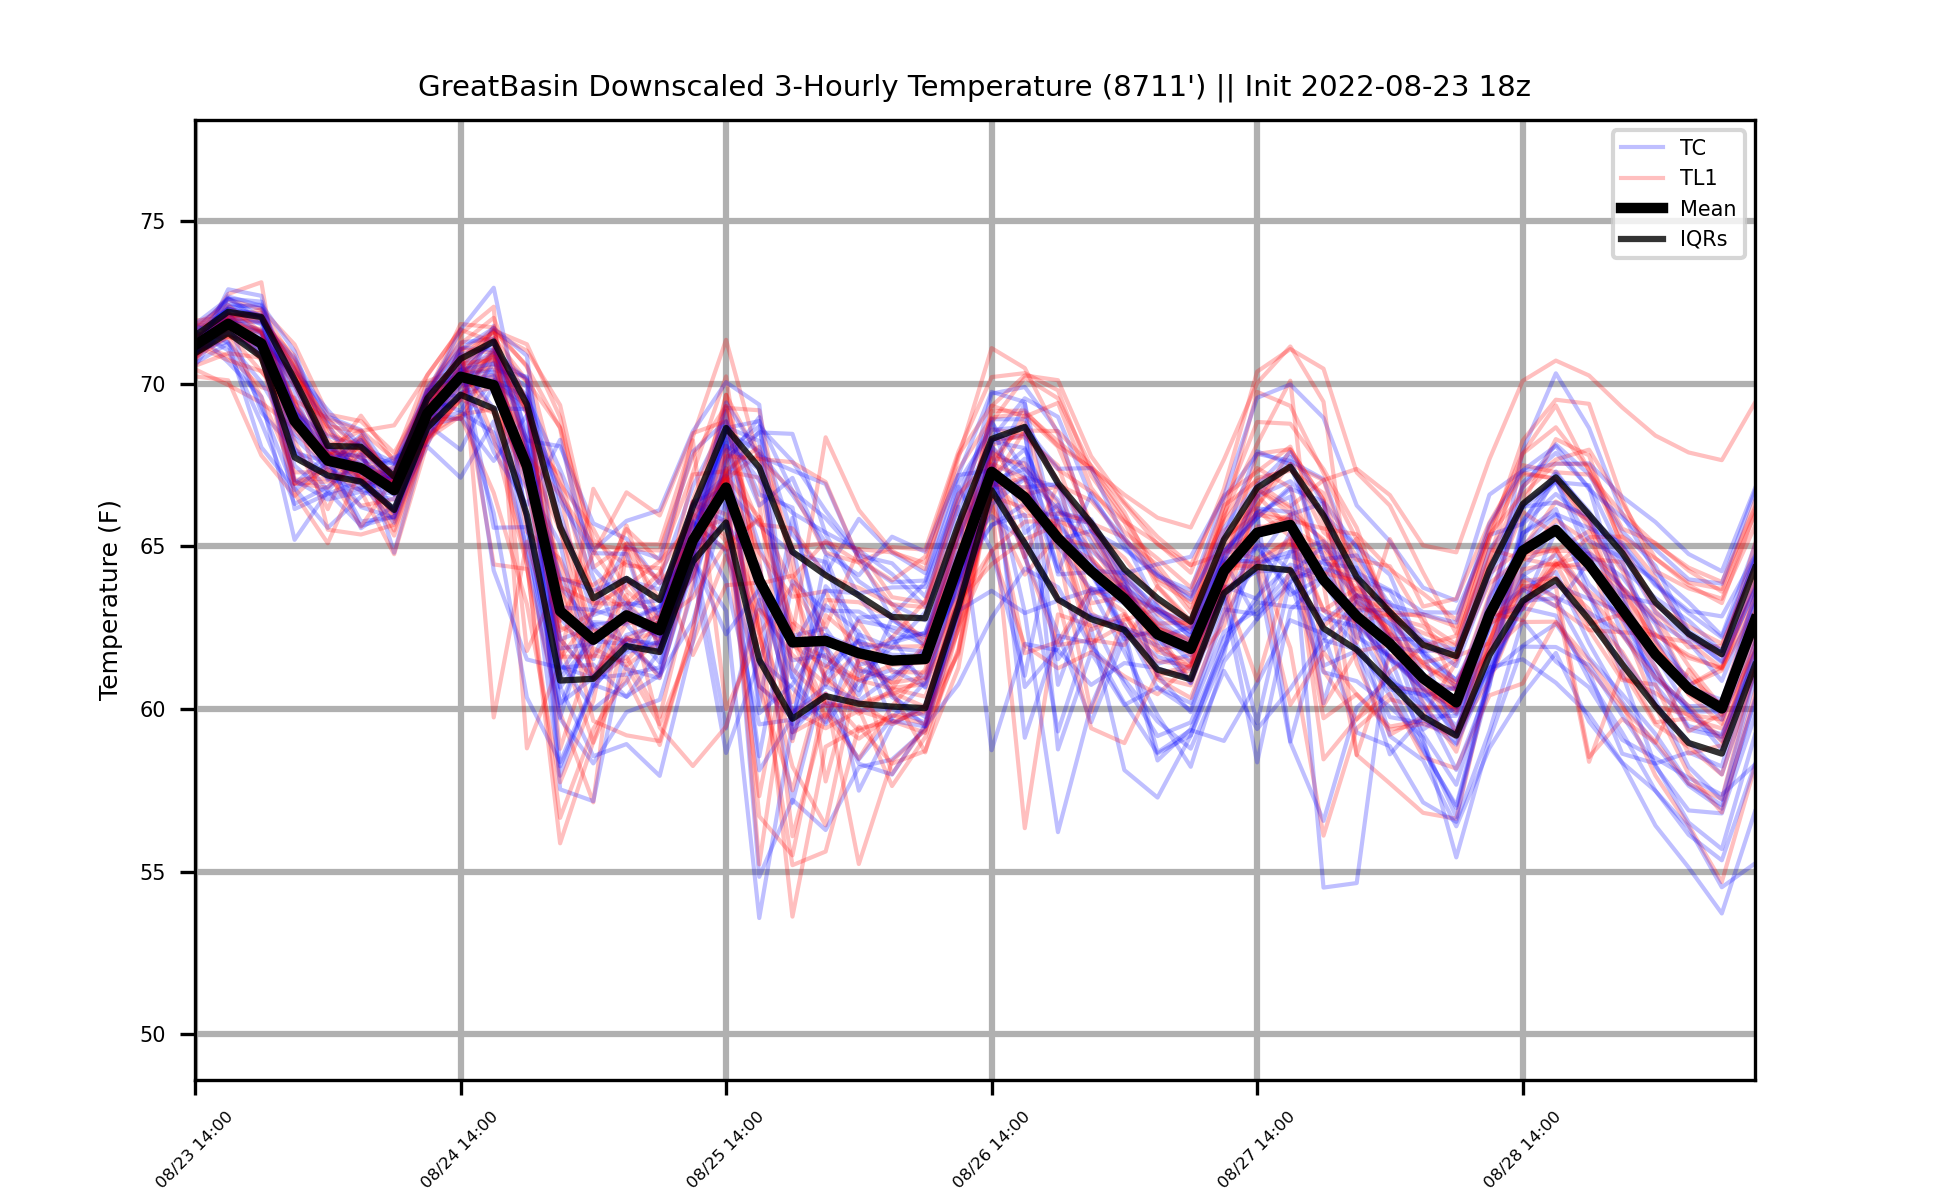 GreatBasin Downscaled 3-Hourly Temperature (8711') || Init 2022-08-23 18z
TC
TL1
Mean
IQRs
Temperature (F)
75
70
65
60
55
50
08/23 14:00
08/24 14:00
08/25 14:00
08/26 14:00
08/27 14:00
08/28 14:00